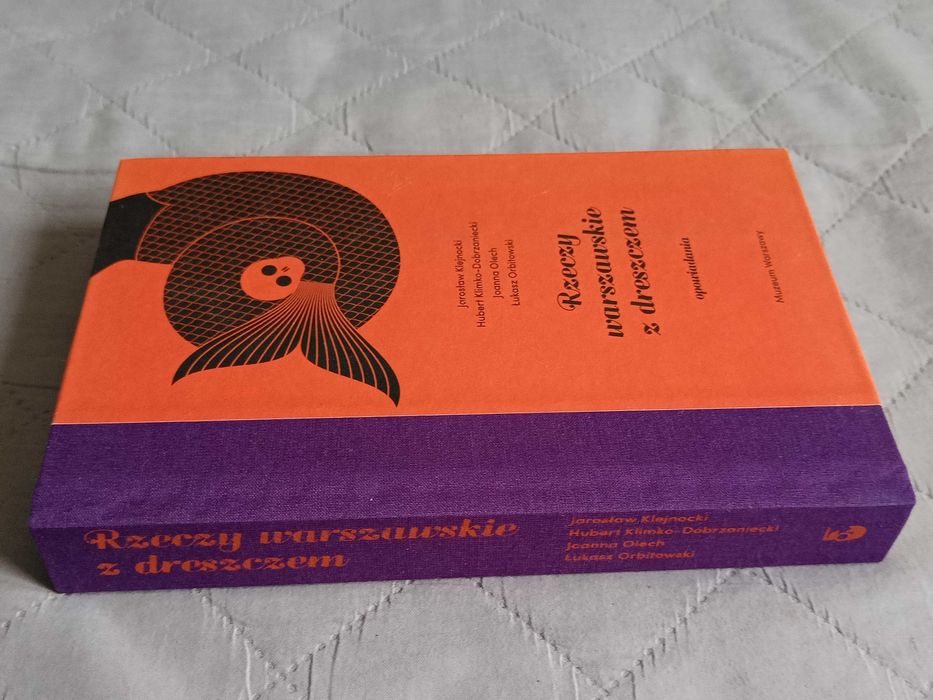 Jarosław Klejnocki
Hubert Klimko-Dobrzaniecki
Joanna Olech
Łukasz Orbitowski
Rzeczy
warszawskie
z dreszczem
opowiadania
Muzeum Warszawy
Rzeczy warszawskie
z dreszczem
Jarosław Klejnocki
Hubert Klimko-Dobrzaniecki
Joanna Olech
Łukasz Orbitowski